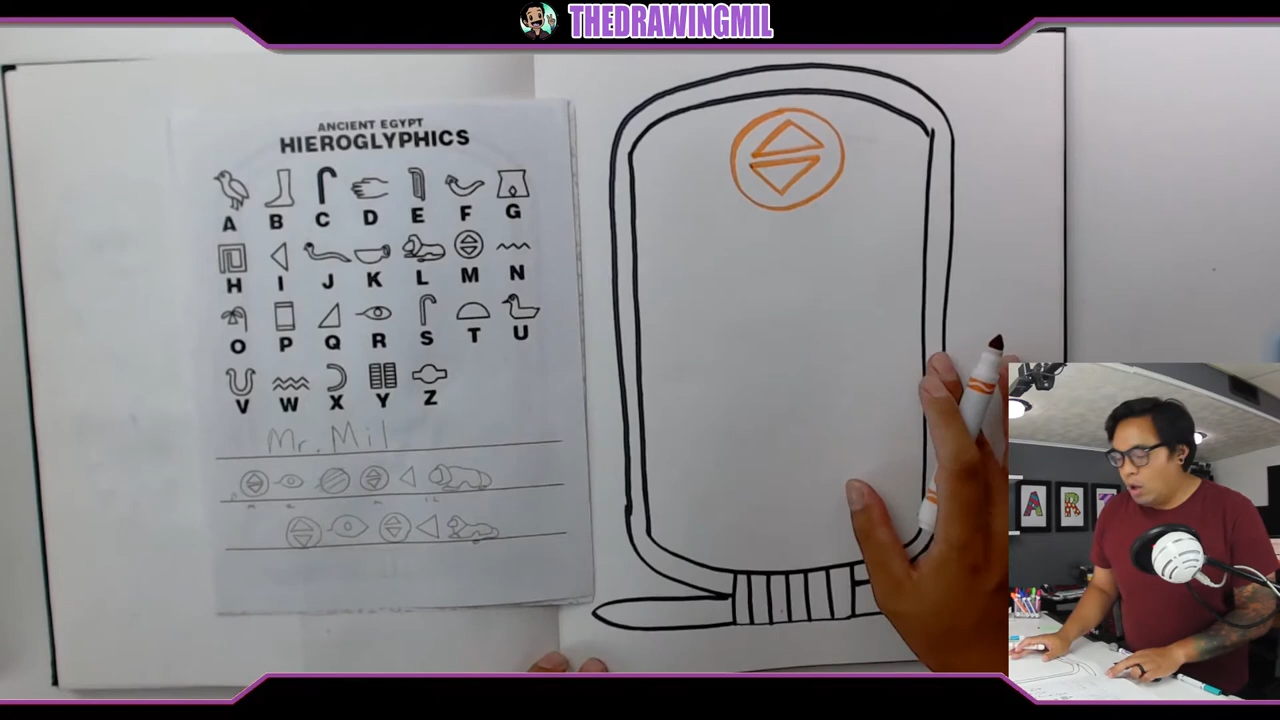 THEDRAWINGMIL
ANCIENT EGYPT
HIEROGLYPHICS
A B C D E F G
H I J K L M N
O P Q R S T U
V W X Y Z
Mr. Mil
A R T